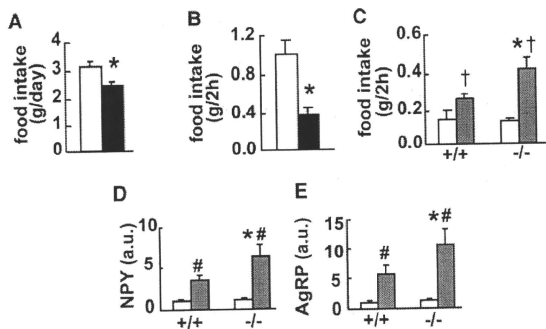 A
food intake
(g/day)
4
3
2
1
0
*
B
food intake
(g/2h)
1.2
0.8
0.4
0.0
*
C
food intake
(g/2h)
0.6
0.4
0.2
0.0
†
*†
+/+
-/-
D
NPY (a.u.)
10
5
0
#
*#
+/+
-/-
E
AgRP (a.u.)
15
10
5
0
#
*#
+/+
-/-